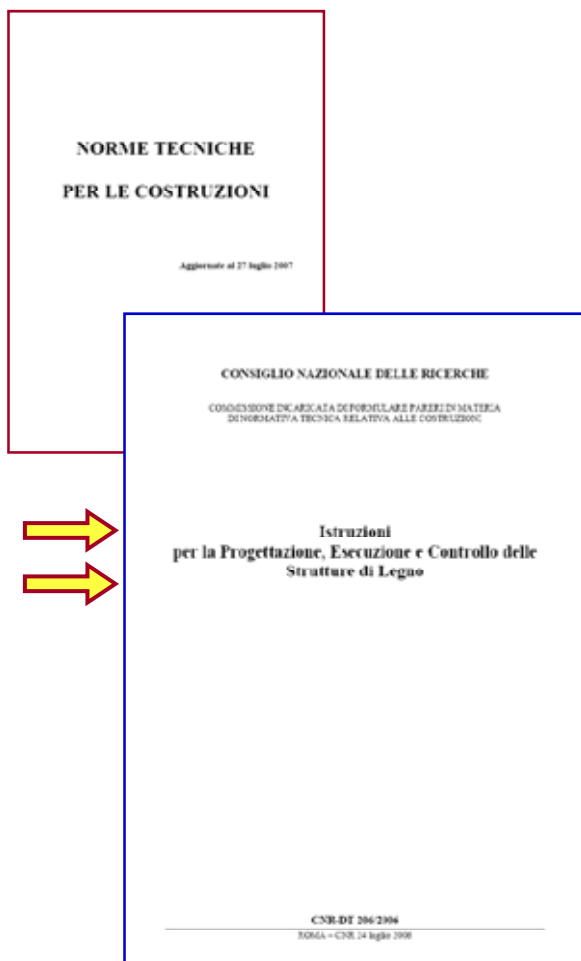 NORME TECNICHE
PER LE COSTRUZIONI
Aggiornate al 27 luglio 2007
CONSIGLIO NAZIONALE DELLE RICERCHE
COMMISSIONE INCARICATA DI FORMULARE PARERI IN MATERIA
DI NORMATIVA TECNICA RELATIVA ALLE COSTRUZIONI
Istruzioni
per la Progettazione, Esecuzione e Controllo delle
Strutture di Legno
CNR-DT 206/2006
ROMA – CNR 24 luglio